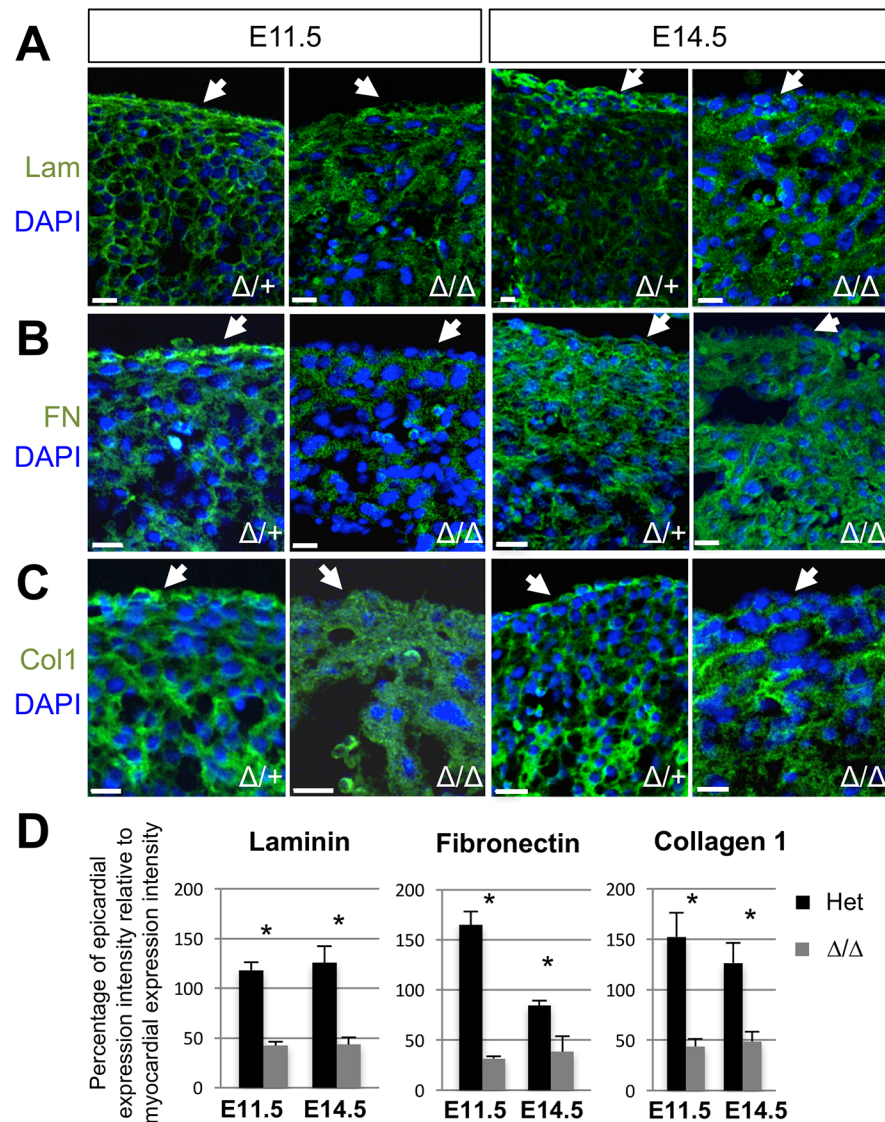 A
E11.5
E14.5
Lam
DAPI
Δ/+
Δ/Δ
Δ/+
Δ/Δ
B
FN
DAPI
Δ/+
Δ/Δ
Δ/+
Δ/Δ
C
Col1
DAPI
Δ/+
Δ/Δ
Δ/+
Δ/Δ
D
Percentage of epicardial
expression intensity relative to
myocardial expression intensity
Laminin
200
150
100
50
0
*
*
E11.5 E14.5
Fibronectin
200
150
100
50
0
*
*
E11.5 E14.5
Collagen 1
200
150
100
50
0
*
*
E11.5 E14.5
Het
Δ/Δ